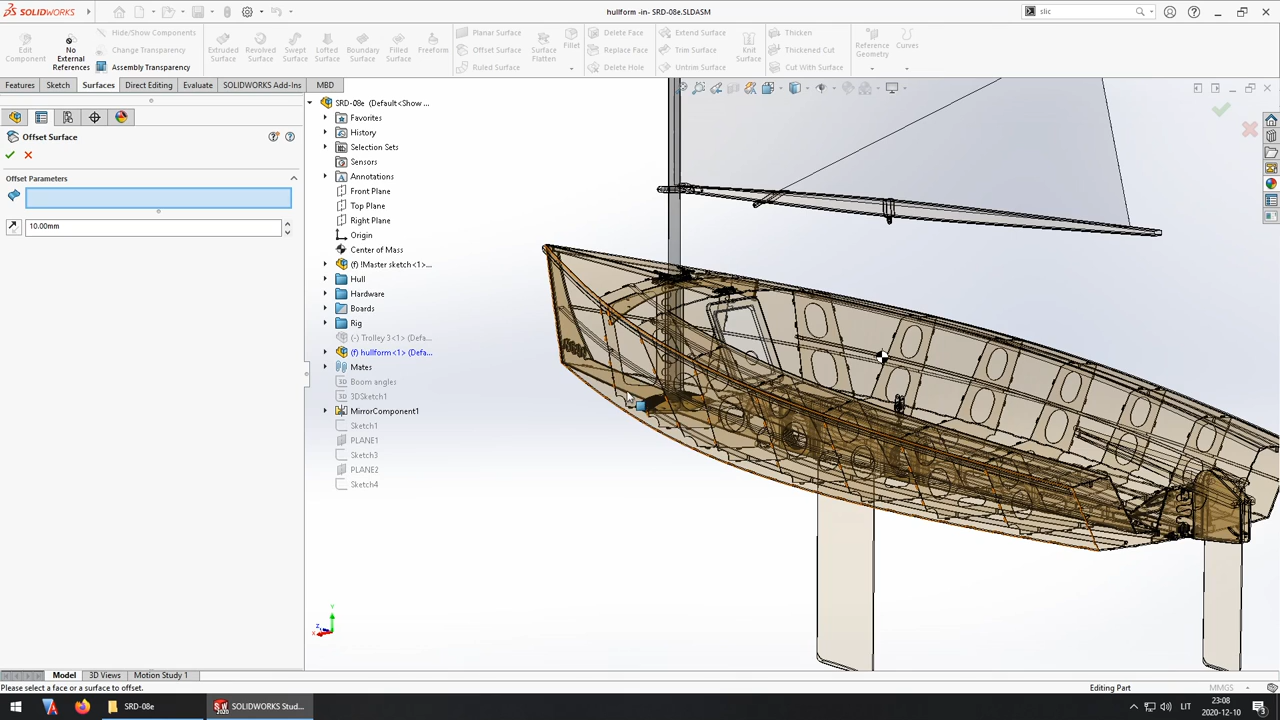 SOLIDWORKS
hullform -in- SRD-08e.SLDASM
slic
Edit Component
No External References
Hide/Show Components
Change Transparency
Assembly Transparency
Extruded Surface
Revolved Surface
Swept Surface
Lofted Surface
Boundary Surface
Filled Surface
Freeform
Planar Surface
Offset Surface
Ruled Surface
Surface Flatten
Fillet
Delete Face
Replace Face
Delete Hole
Extend Surface
Trim Surface
Untrim Surface
Knit Surface
Thicken
Thickened Cut
Cut With Surface
Reference Geometry
Curves
Features
Sketch
Surfaces
Direct Editing
Evaluate
SOLIDWORKS Add-Ins
MBD
Offset Surface
Offset Parameters
10.00mm
SRD-08e (Default<Show ...
Favorites
History
Selection Sets
Sensors
Annotations
Front Plane
Top Plane
Right Plane
Origin
Center of Mass
(f) !Master sketch<1>...
Hull
Hardware
Boards
Rig
(-) Trolley 3<1> (Defa...
(f) hullform<1> (Defa...
Mates
Boom angles
3DSketch1
MirrorComponent1
Sketch1
PLANE1
Sketch3
PLANE2
Sketch4
Model
3D Views
Motion Study 1
Please select a face or a surface to offset.
Editing Part
MMGS
SRD-08e
SOLIDWORKS Stud...
LIT
23:08
2020-12-10